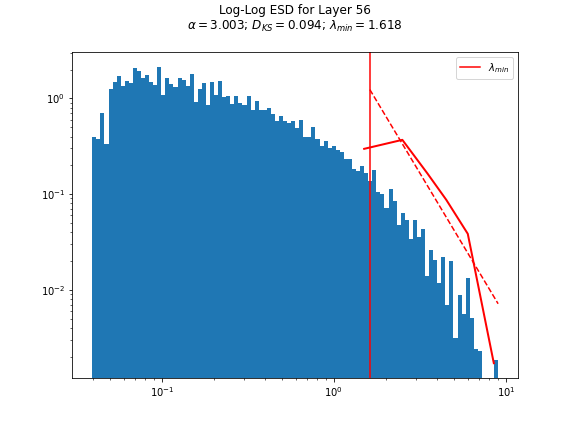 Log-Log ESD for Layer 56
α = 3.003; D_KS = 0.094; λ_min = 1.618
λ_min
10⁰
10⁻¹
10⁻²
10⁻¹
10⁰
10¹